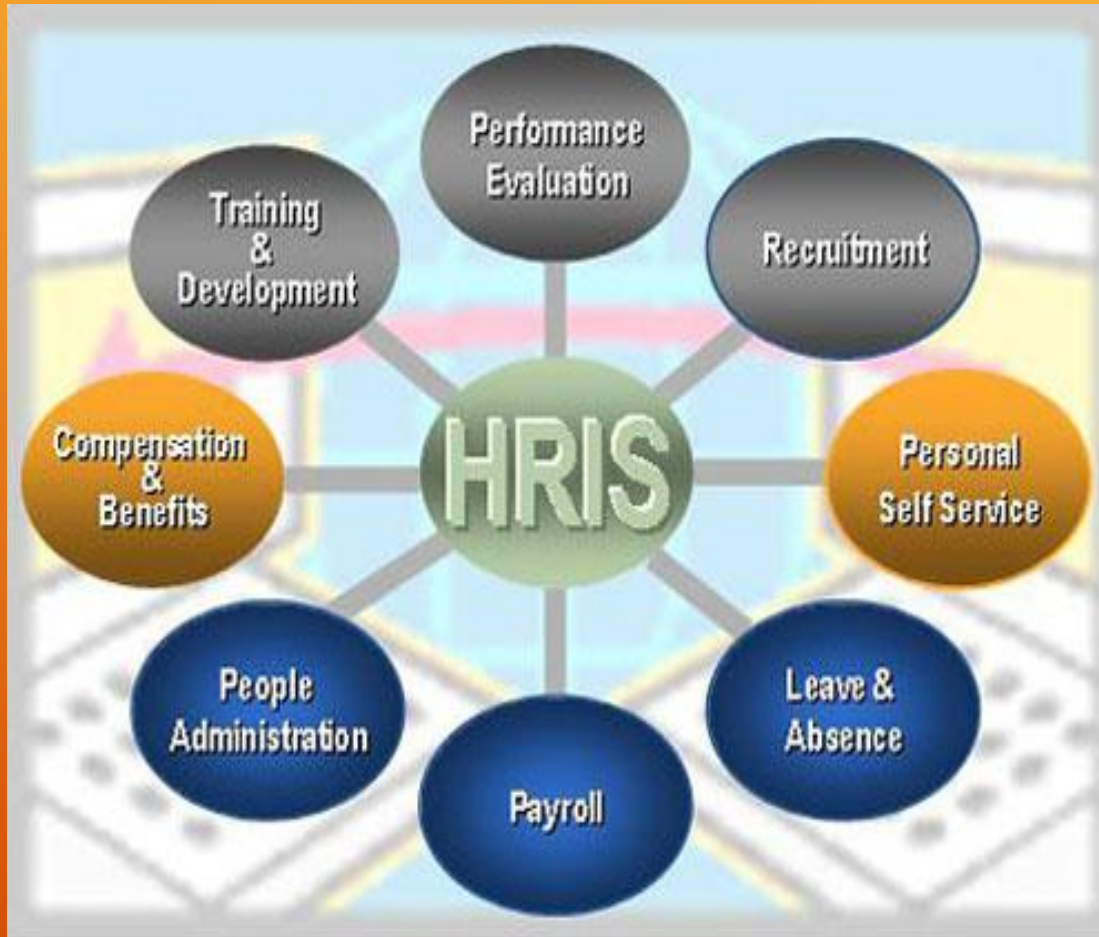 Performance
Evaluation
Training
&
Development
Recruitment
HRIS
Compensation
&
Benefits
Personal
Self Service
People
Administration
Leave &
Absence
Payroll